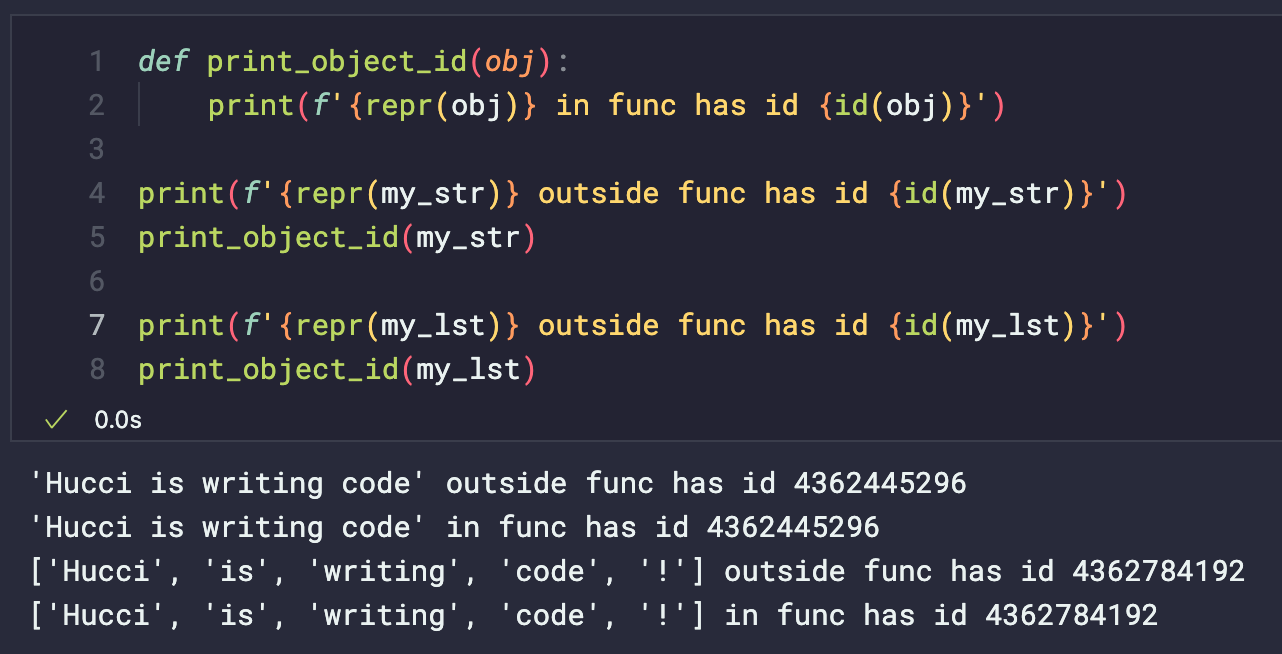 1 def print_object_id(obj):
2     print(f'{repr(obj)} in func has id {id(obj)}')
3
4 print(f'{repr(my_str)} outside func has id {id(my_str)}')
5 print_object_id(my_str)
6
7 print(f'{repr(my_lst)} outside func has id {id(my_lst)}')
8 print_object_id(my_lst)
✓ 0.0s
'Hucci is writing code' outside func has id 4362445296
'Hucci is writing code' in func has id 4362445296
['Hucci', 'is', 'writing', 'code', '!'] outside func has id 4362784192
['Hucci', 'is', 'writing', 'code', '!'] in func has id 4362784192